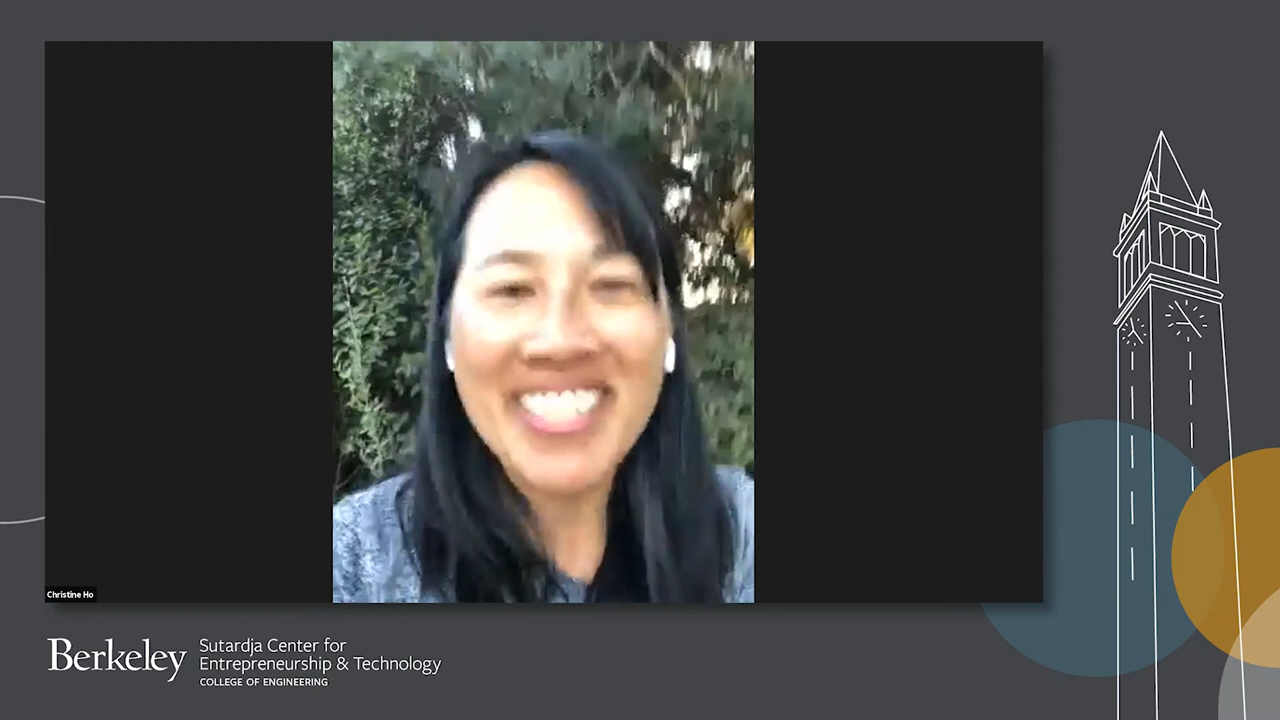 Christine Ho
Berkeley
Sutardja Center for
Entrepreneurship & Technology
COLLEGE OF ENGINEERING